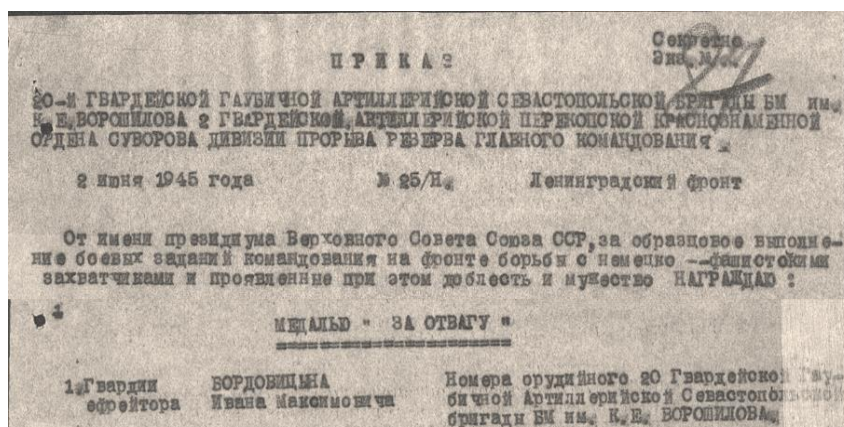 Секретно
Экз. №
П Р И К А З
20-й ГВАРДЕЙСКОЙ ГАУБИЧНОЙ АРТИЛЛЕРИЙСКОЙ СЕВАСТОПОЛЬСКОЙ БРИГАДЫ БМ им.
К.Е.ВОРОШИЛОВА 2 ГВАРДЕЙСКОЙ АРТИЛЛЕРИЙСКОЙ ПЕРЕКОПСКОЙ КРАСНОЗНАМЕННОЙ
ОРДЕНА СУВОРОВА ДИВИЗИИ ПРОРЫВА РЕЗЕРВА ГЛАВНОГО КОМАНДОВАНИЯ.
2 июня 1945 года № 25/Н. Ленинградский фронт
От имени президиума Верховного Совета Союза ССР,за образцовое выполне-
ние боевых заданий командования на фронте борьбы с немецко --фашистскими
захватчиками и проявленные при этом доблесть и мужество НАГРАЖДАЮ :
1
МЕДАЛЬЮ " ЗА ОТВАГУ "
1.Гвардии БОРДОВИЦЫНА Номера орудийного 20 Гвардейской Гау-
ефрейтора Ивана Максимовича бичной Артиллерийской Севастопольской
бригады БМ им. К.Е. ВОРОШИЛОВА.